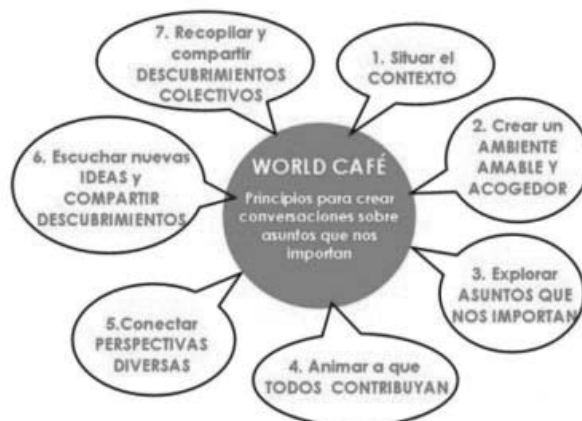 WORLD CAFÉ
Principios para crear
conversaciones sobre
asuntos que nos
importan
1. Situar el
CONTEXTO
2. Crear un
AMBIENTE
AMABLE Y
ACOGEDOR
3. Explorar
ASUNTOS QUE
NOS IMPORTAN
4. Animar a que
TODOS CONTRIBUYAN
5.Conectar
PERSPECTIVAS
DIVERSAS
6. Escuchar nuevas
IDEAS y
COMPARTIR
DESCUBRIMIENTOS
7. Recopilar y
compartir
DESCUBRIMIENTOS
COLECTIVOS